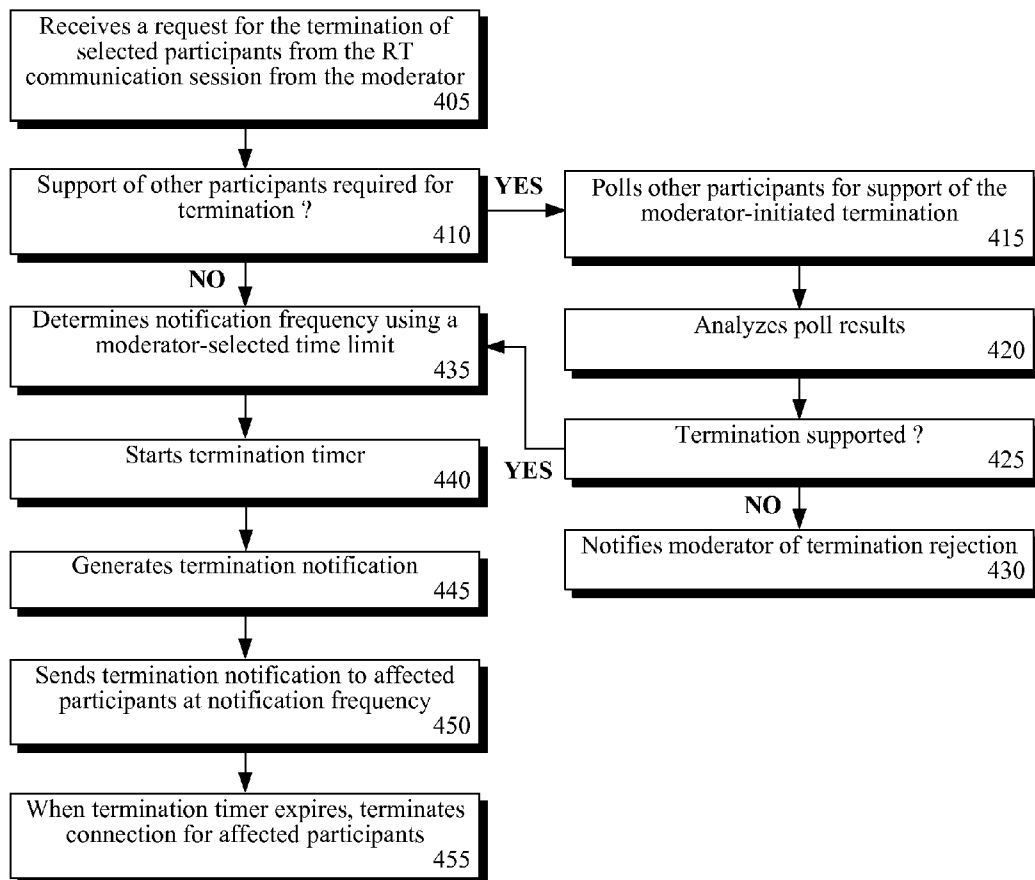 Receives a request for the termination of
selected participants from the RT
communication session from the moderator
405
Support of other participants required for
termination ?
410
YES
Polls other participants for support of the
moderator-initiated termination
415
NO
Determines notification frequency using a
moderator-selected time limit
435
Analyzes poll results
420
Starts termination timer
440
YES
Termination supported ?
425
NO
Generates termination notification
445
Notifies moderator of termination rejection
430
Sends termination notification to affected
participants at notification frequency
450
When termination timer expires, terminates
connection for affected participants
455